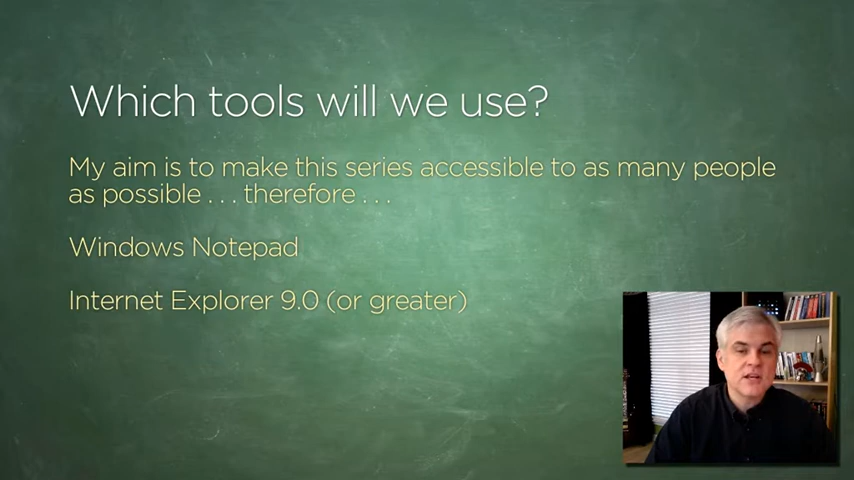 Which tools will we use?
My aim is to make this series accessible to as many people
as possible . . . therefore . . .
Windows Notepad
Internet Explorer 9.0 (or greater)